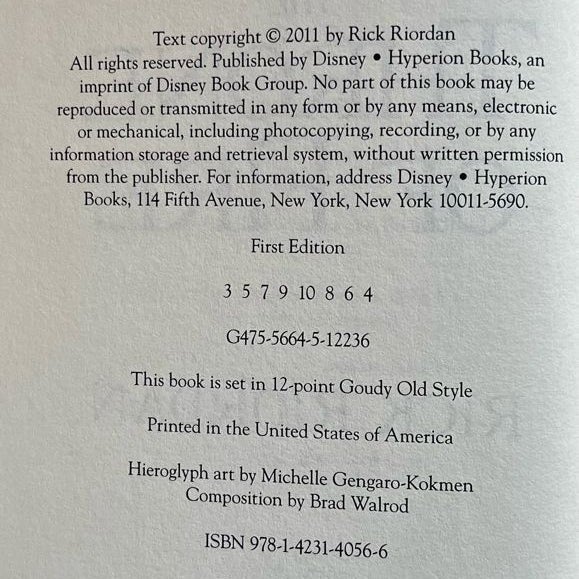 Text copyright © 2011 by Rick Riordan
All rights reserved. Published by Disney • Hyperion Books, an
imprint of Disney Book Group. No part of this book may be
reproduced or transmitted in any form or by any means, electronic
or mechanical, including photocopying, recording, or by any
information storage and retrieval system, without written permission
from the publisher. For information, address Disney • Hyperion
Books, 114 Fifth Avenue, New York, New York 10011-5690.
First Edition
3 5 7 9 10 8 6 4
G475-5664-5-12236
This book is set in 12-point Goudy Old Style
Printed in the United States of America
Hieroglyph art by Michelle Gengaro-Kokmen
Composition by Brad Walrod
ISBN 978-1-4231-4056-6